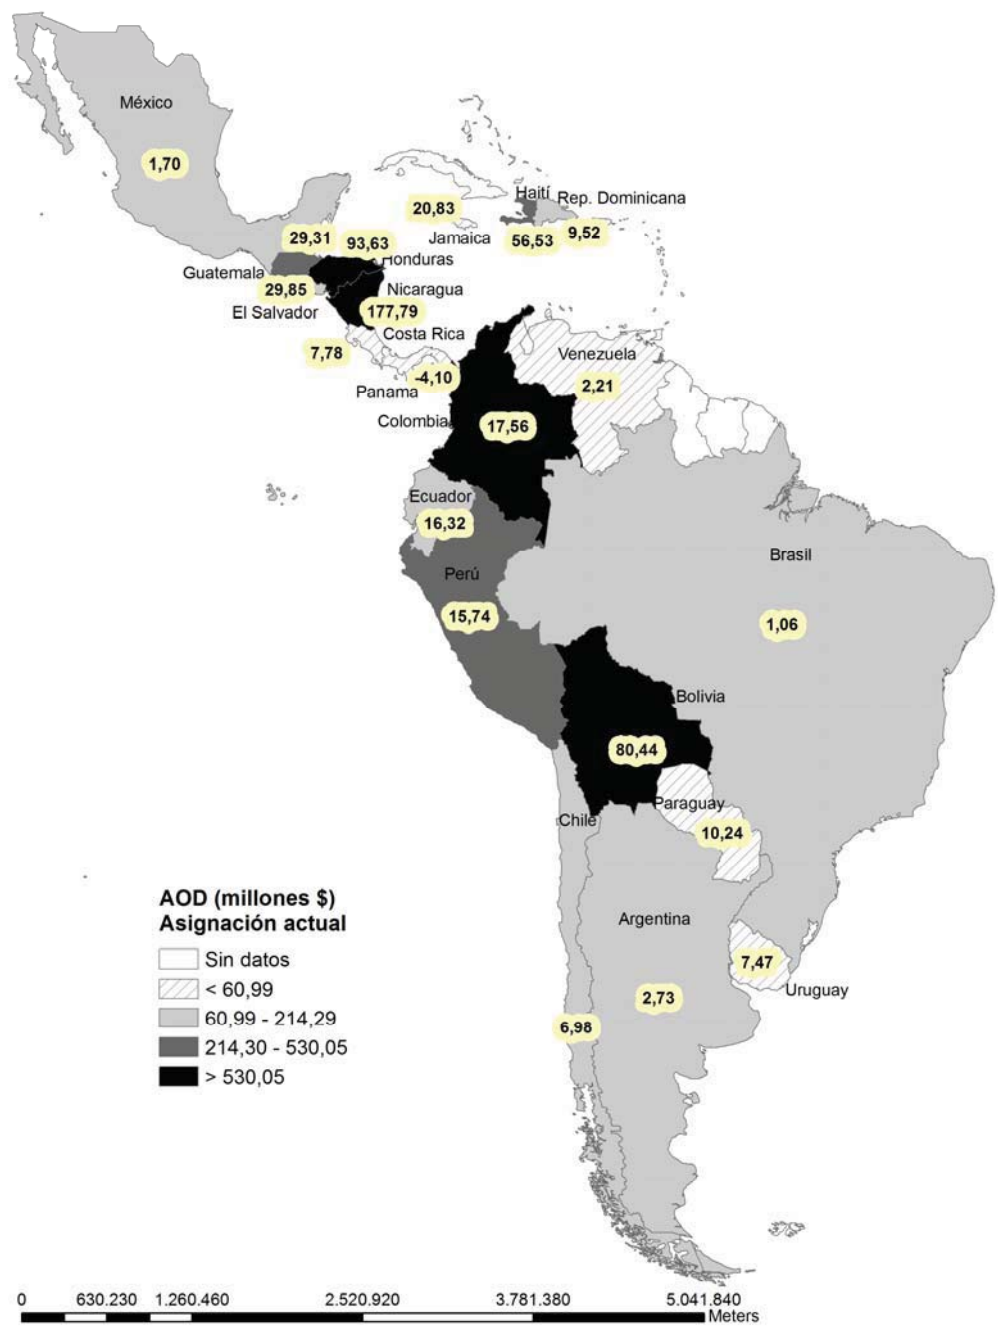 México
1,70
Haití
Rep. Dominicana
20,83
Jamaica
56,53
9,52
29,31
93,63
Honduras
Guatemala
29,85
Nicaragua
El Salvador
177,79
Costa Rica
7,78
Venezuela
-4,10
2,21
Panama
Colombia
17,56
Ecuador
16,32
Brasil
Perú
15,74
1,06
Bolivia
80,44
Paraguay
Chile
10,24
AOD (millones $)
Asignación actual
Sin datos
< 60,99
60,99 - 214,29
214,30 - 530,05
> 530,05
Argentina
7,47
Uruguay
2,73
6,98
0 630.230 1.260.460 2.520.920 3.781.380 5.041.840
Meters